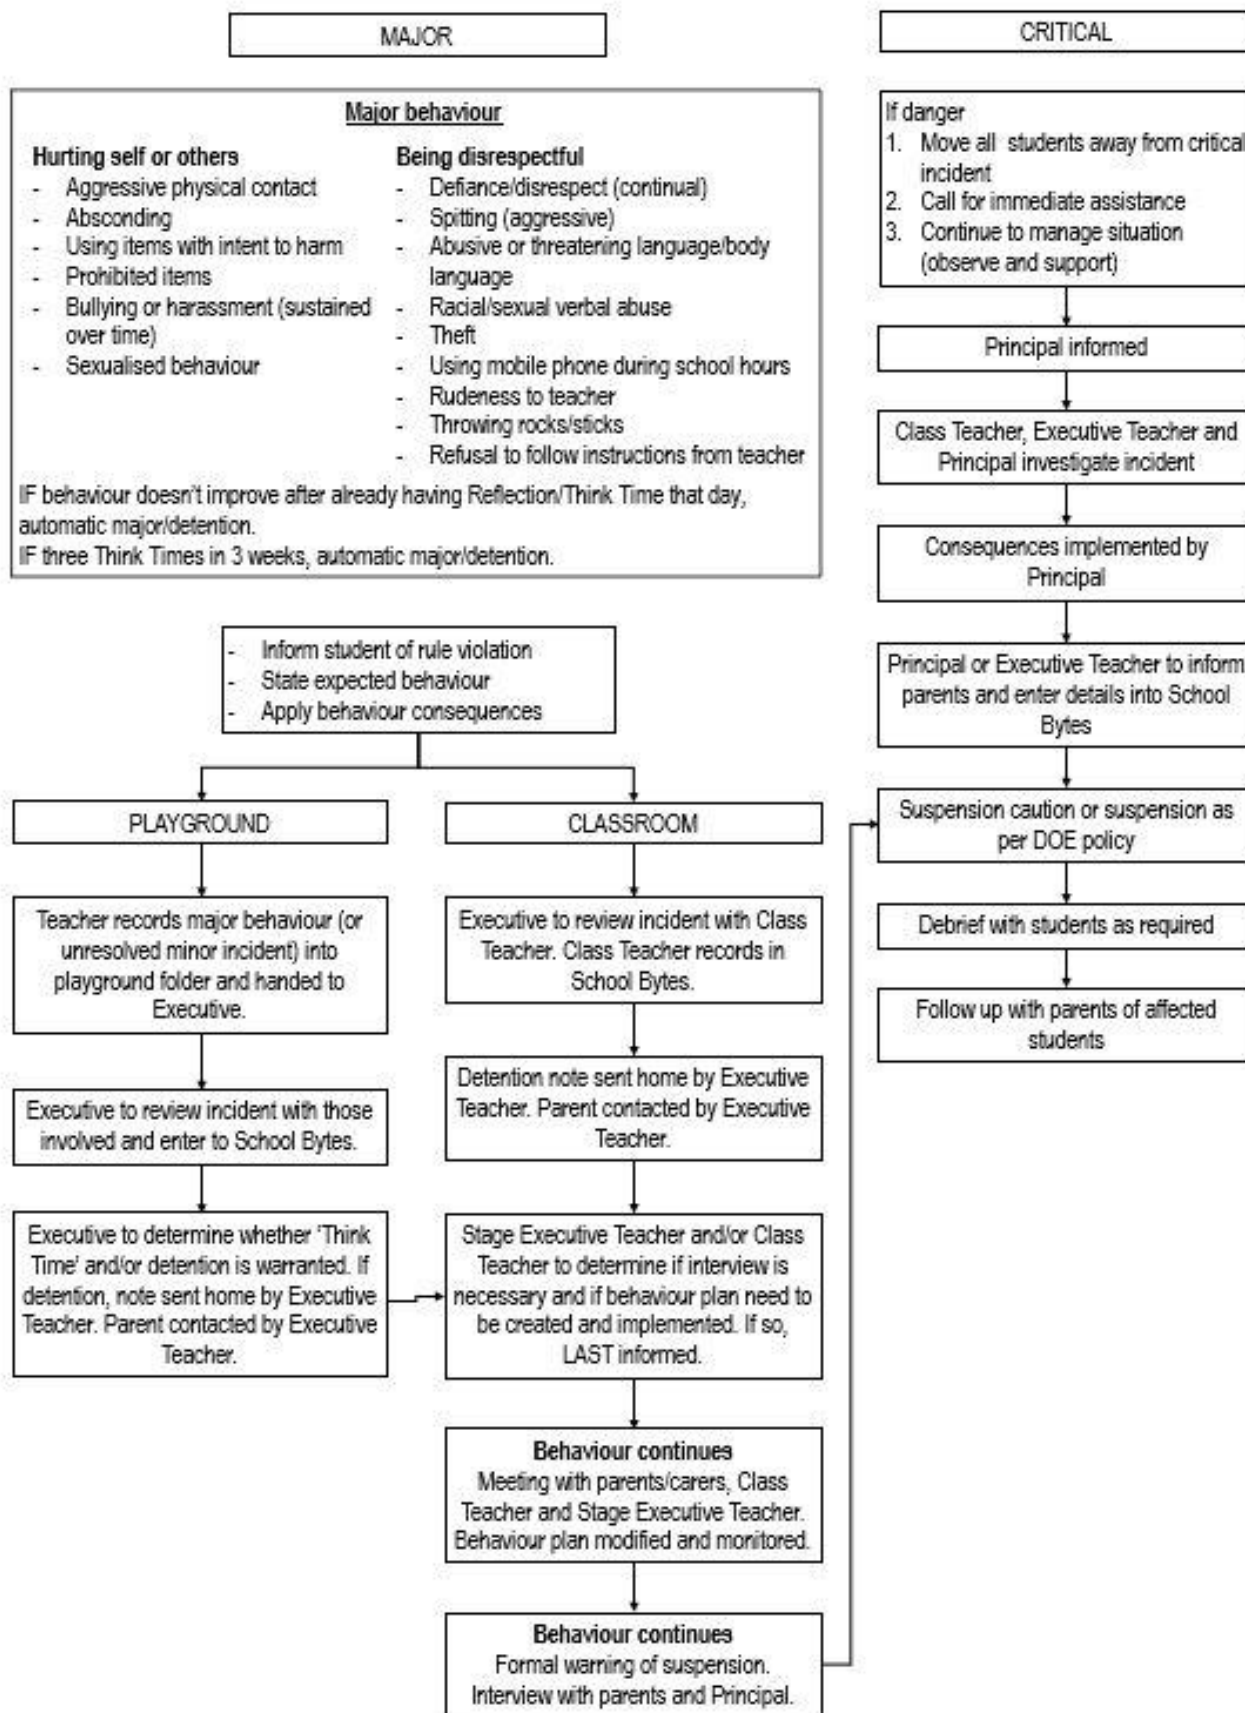 MAJOR
Major behaviour
Hurting self or others
- Aggressive physical contact
- Absconding
- Using items with intent to harm
- Prohibited items
- Bullying or harassment (sustained
over time)
- Sexualised behaviour
Being disrespectful
- Defiance/disrespect (continual)
- Spitting (aggressive)
- Abusive or threatening language/body
language
- Racial/sexual verbal abuse
- Theft
- Using mobile phone during school hours
- Rudeness to teacher
- Throwing rocks/sticks
- Refusal to follow instructions from teacher
IF behaviour doesn't improve after already having Reflection/Think Time that day,
automatic major/detention.
IF three Think Times in 3 weeks, automatic major/detention.
- Inform student of rule violation
- State expected behaviour
- Apply behaviour consequences
PLAYGROUND
Teacher records major behaviour (or
unresolved minor incident) into
playground folder and handed to
Executive.
Executive to review incident with those
involved and enter to School Bytes.
Executive to determine whether 'Think
Time' and/or detention is warranted. If
detention, note sent home by Executive
Teacher. Parent contacted by Executive
Teacher.
CLASSROOM
Executive to review incident with Class
Teacher. Class Teacher records in
School Bytes.
Detention note sent home by Executive
Teacher. Parent contacted by Executive
Teacher.
Stage Executive Teacher and/or Class
Teacher to determine if interview is
necessary and if behaviour plan need to
be created and implemented. If so,
LAST informed.
Behaviour continues
Meeting with parents/carers, Class
Teacher and Stage Executive Teacher.
Behaviour plan modified and monitored.
Behaviour continues
Formal warning of suspension.
Interview with parents and Principal.
CRITICAL
If danger
1. Move all students away from critical
incident
2. Call for immediate assistance
3. Continue to manage situation
(observe and support)
Principal informed
Class Teacher, Executive Teacher and
Principal investigate incident
Consequences implemented by
Principal
Principal or Executive Teacher to inform
parents and enter details into School
Bytes
Suspension caution or suspension as
per DOE policy
Debrief with students as required
Follow up with parents of affected
students